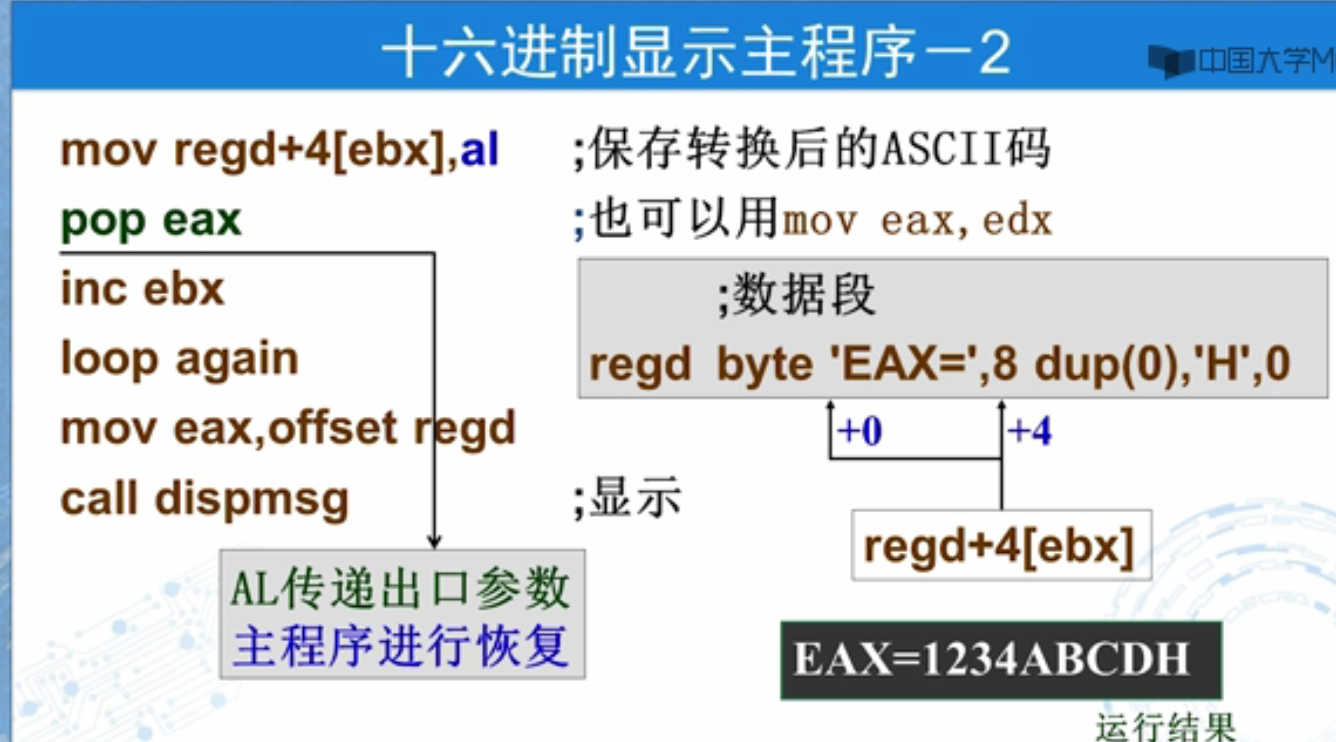 十六进制显示主程序－2
中国大学M
mov regd+4[ebx],al ;保存转换后的ASCII码
pop eax ;也可以用mov eax,edx
inc ebx
;数据段
loop again
regd byte 'EAX=',8 dup(0),'H',0
mov eax,offset regd
+0 +4
call dispmsg ;显示
regd+4[ebx]
AL传递出口参数
主程序进行恢复
EAX=1234ABCDH
运行结果